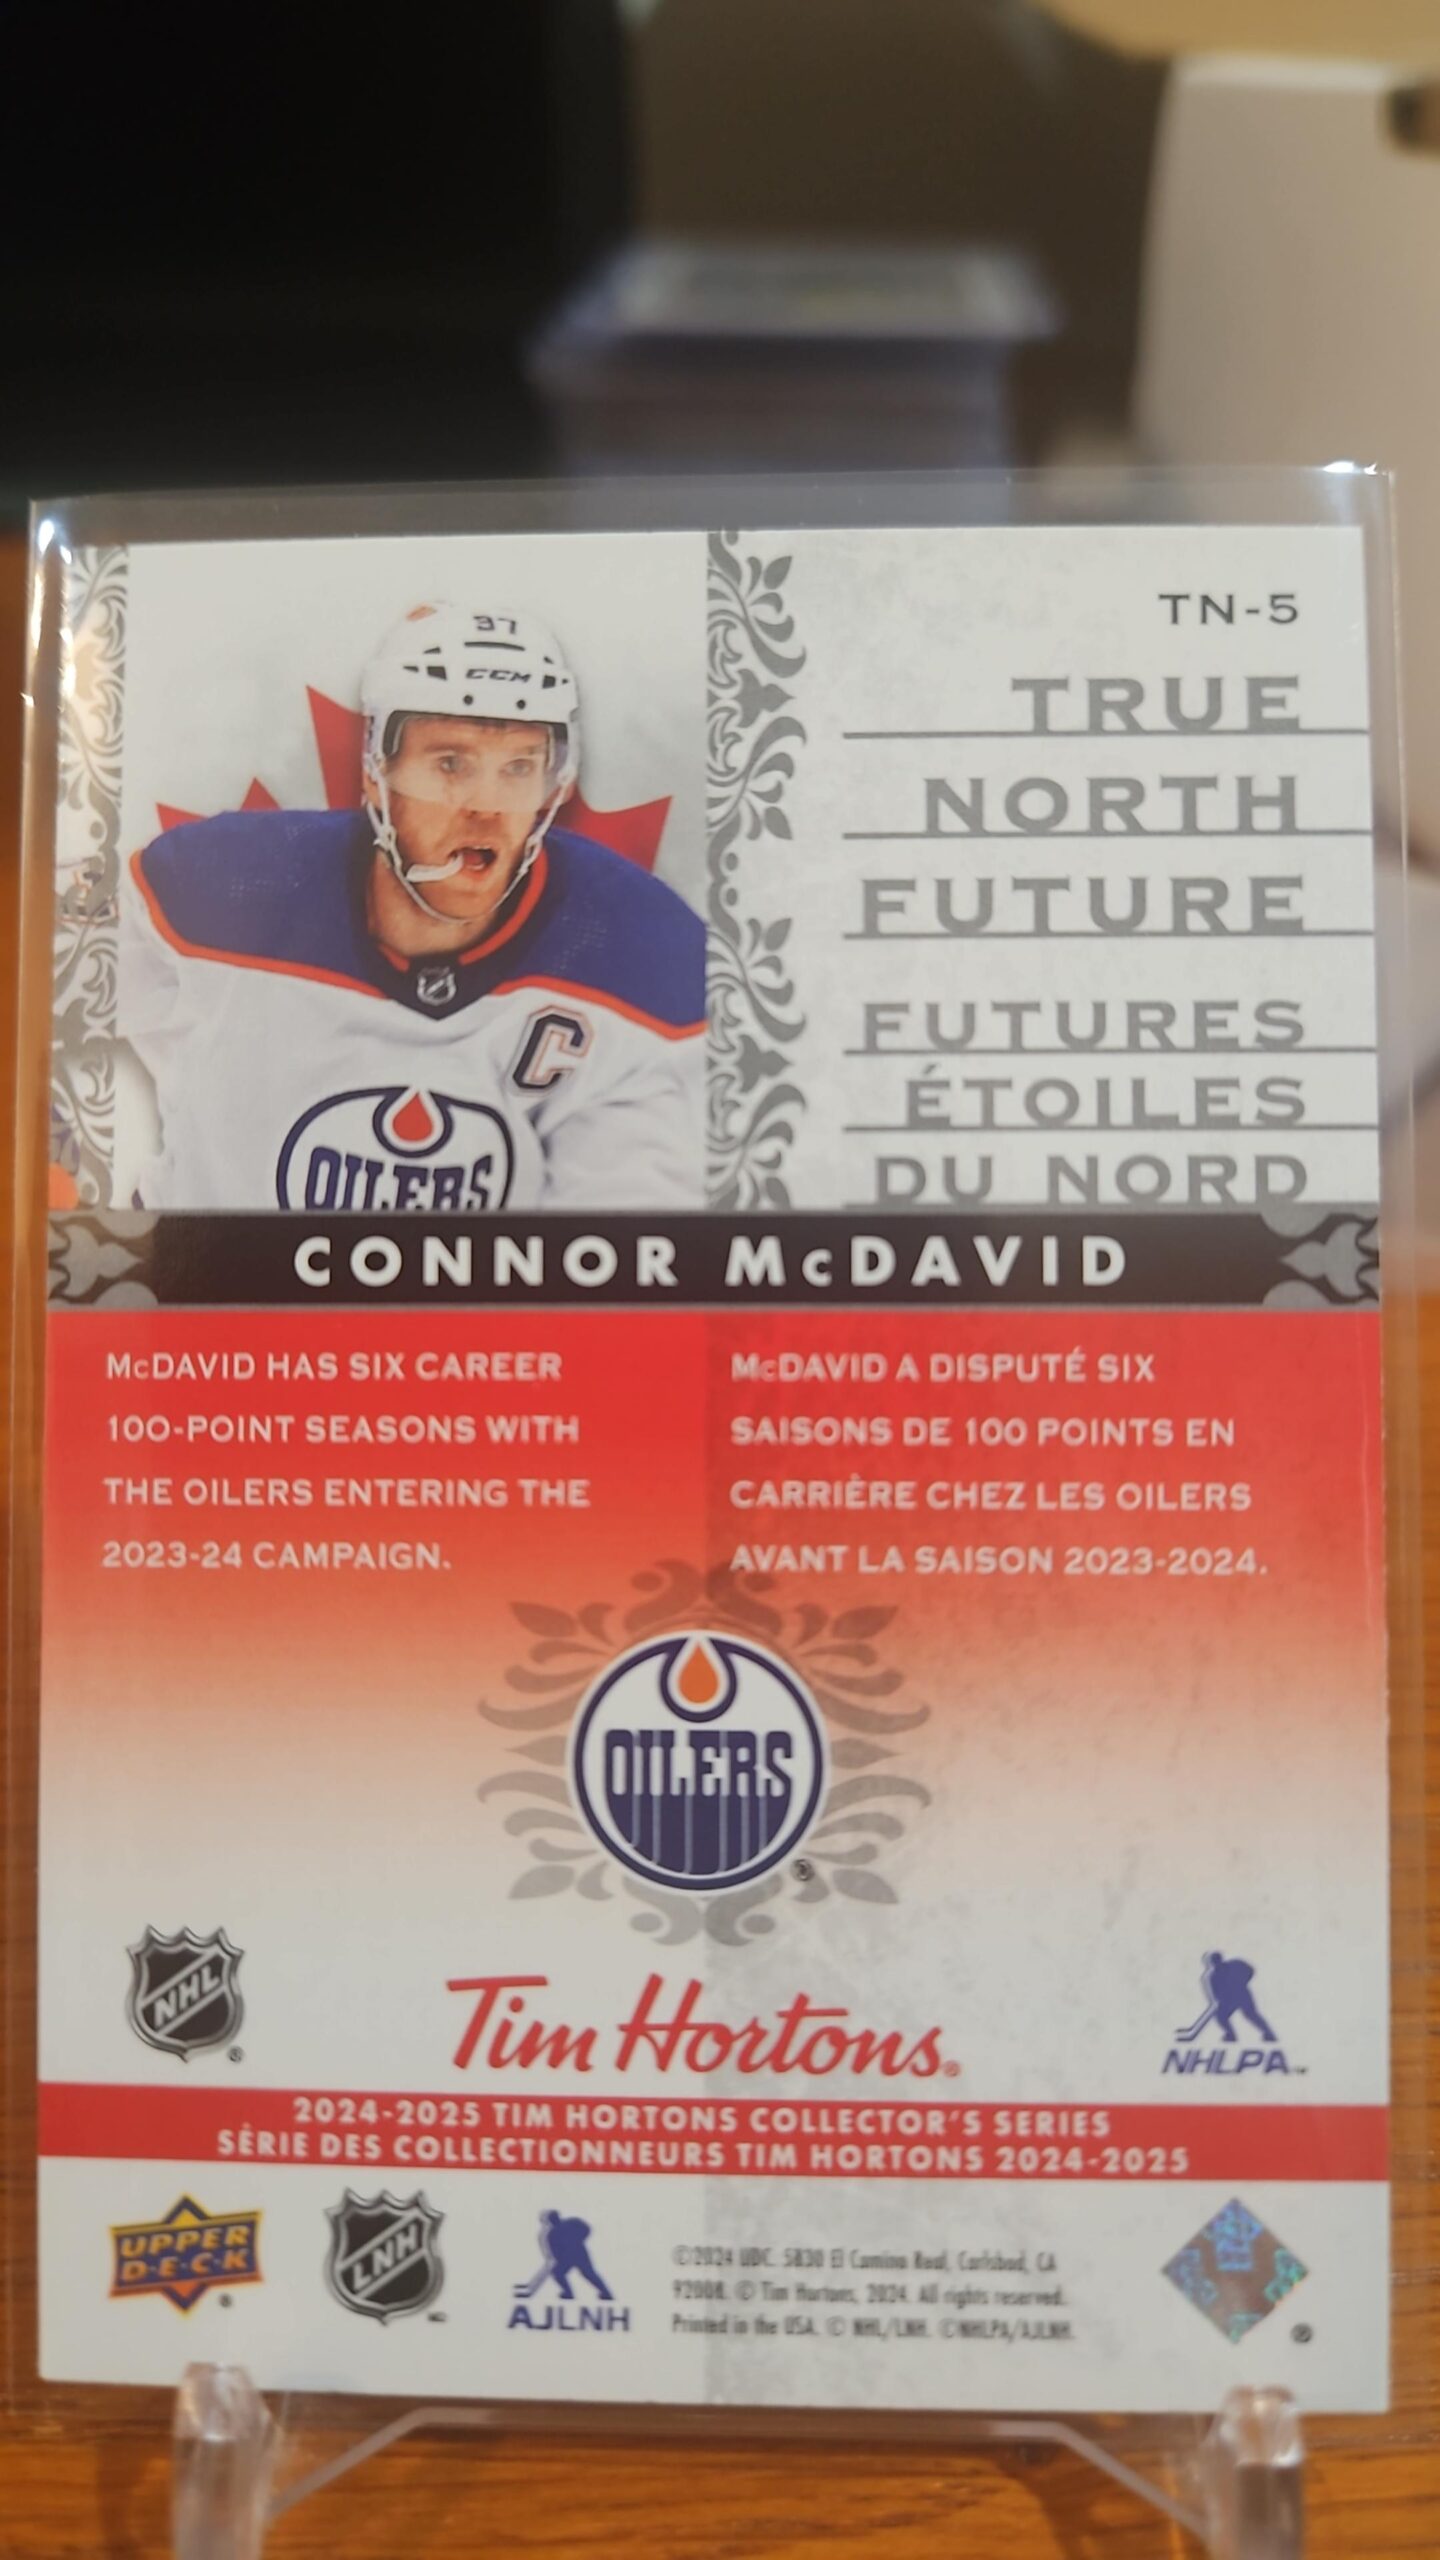 TN-5
TRUE
NORTH
FUTURE
FUTURES
ÉTOILES
DU NORD
97
CCM
C
OILERS
CONNOR McDAVID
McDAVID HAS SIX CAREER
100-POINT SEASONS WITH
THE OILERS ENTERING THE
2023-24 CAMPAIGN.
McDAVID A DISPUTÉ SIX
SAISONS DE 100 POINTS EN
CARRIÈRE CHEZ LES OILERS
AVANT LA SAISON 2023-2024.
OILERS
®
NHL
®
Tim Hortons®
NHLPA™
2024-2025 TIM HORTONS COLLECTOR'S SERIES
SÉRIE DES COLLECTIONNEURS TIM HORTONS 2024-2025
UPPER
D·E·C·K
®
LNH
AJLNH
©2024 UDC. 5830 El Camino Real, Carlsbad, CA
92008. © Tim Hortons, 2024. All rights reserved.
Printed in the USA. © NHL/LNH. ©NHLPA/AJLNH.
®